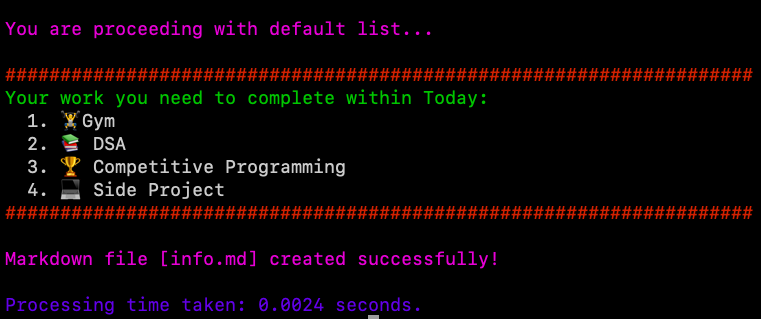 You are proceeding with default list...
####################################################################
Your work you need to complete within Today:
1. 🏋️Gym
2. 📚 DSA
3. 🏆 Competitive Programming
4. 💻 Side Project
####################################################################
Markdown file [info.md] created successfully!
Processing time taken: 0.0024 seconds.